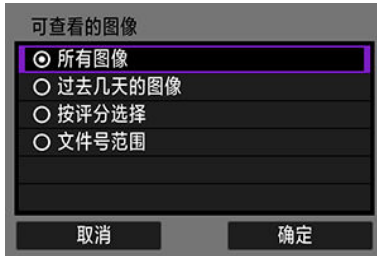 可查看的图像
所有图像
过去几天的图像
按评分选择
文件号范围
取消
确定